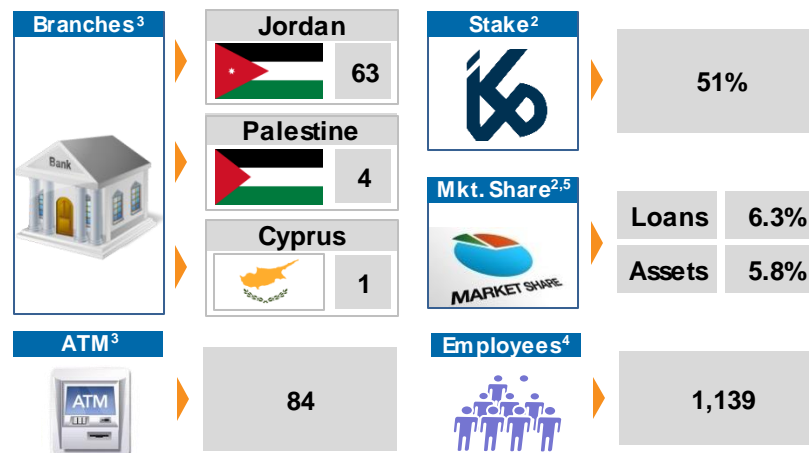 Branches³
Bank
Jordan
63
Palestine
4
Cyprus
1
Stake²
51%
Mkt. Share²,⁵
MARKET SHARE
Loans 6.3%
Assets 5.8%
ATM³
ATM
84
Employees⁴
1,139